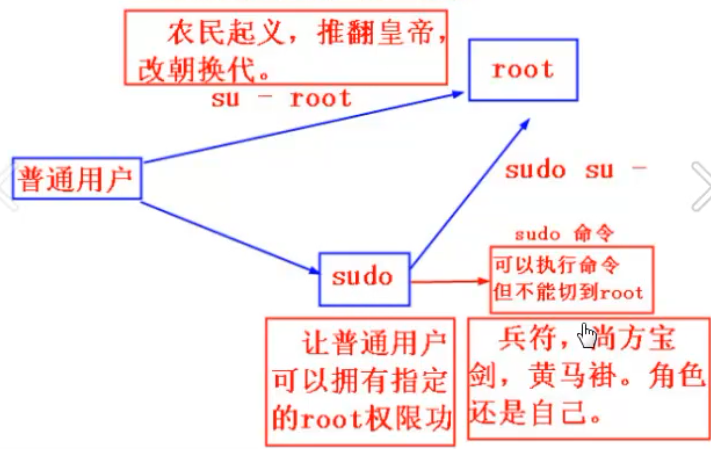 农民起义，推翻皇帝，
改朝换代。
su - root
root
普通用户
sudo su -
sudo 命令
sudo
可以执行命令
但不能切到root
让普通用户
可以拥有指定
的root权限功
兵符，尚方宝
剑，黄马褂。角色
还是自己。